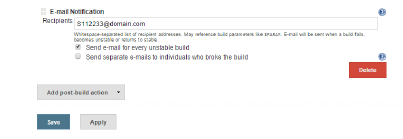 E-mail Notification
Recipients S112233@domain.com
Whitespace-separated list of recipient addresses. May reference build parameters like $PARAM. E-mail will be sent when a build fails,
becomes unstable or returns to stable.
Send e-mail for every unstable build
Send separate e-mails to individuals who broke the build
Delete
Add post-build action
Save Apply